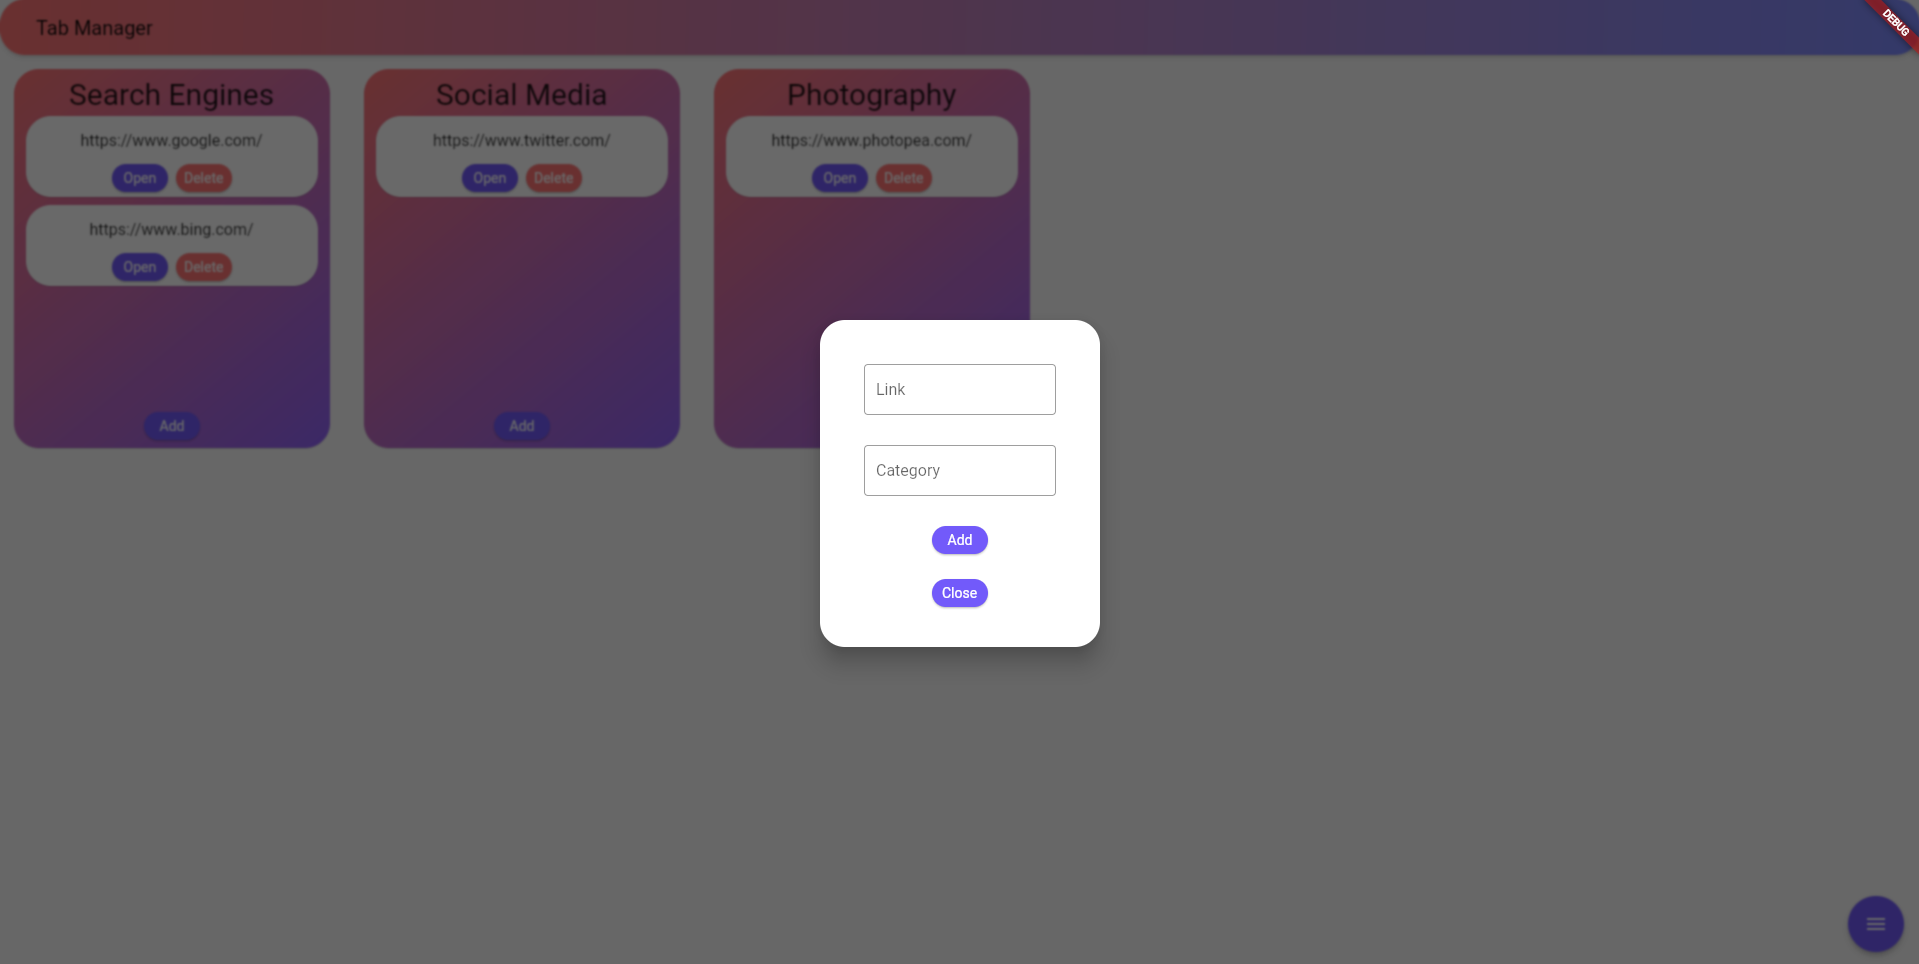 Tab Manager
DEBUG
Search Engines
https://www.google.com/
Open Delete
https://www.bing.com/
Open Delete
Add
Social Media
https://www.twitter.com/
Open Delete
Add
Photography
https://www.photopea.com/
Open Delete
Link
Category
Add
Close